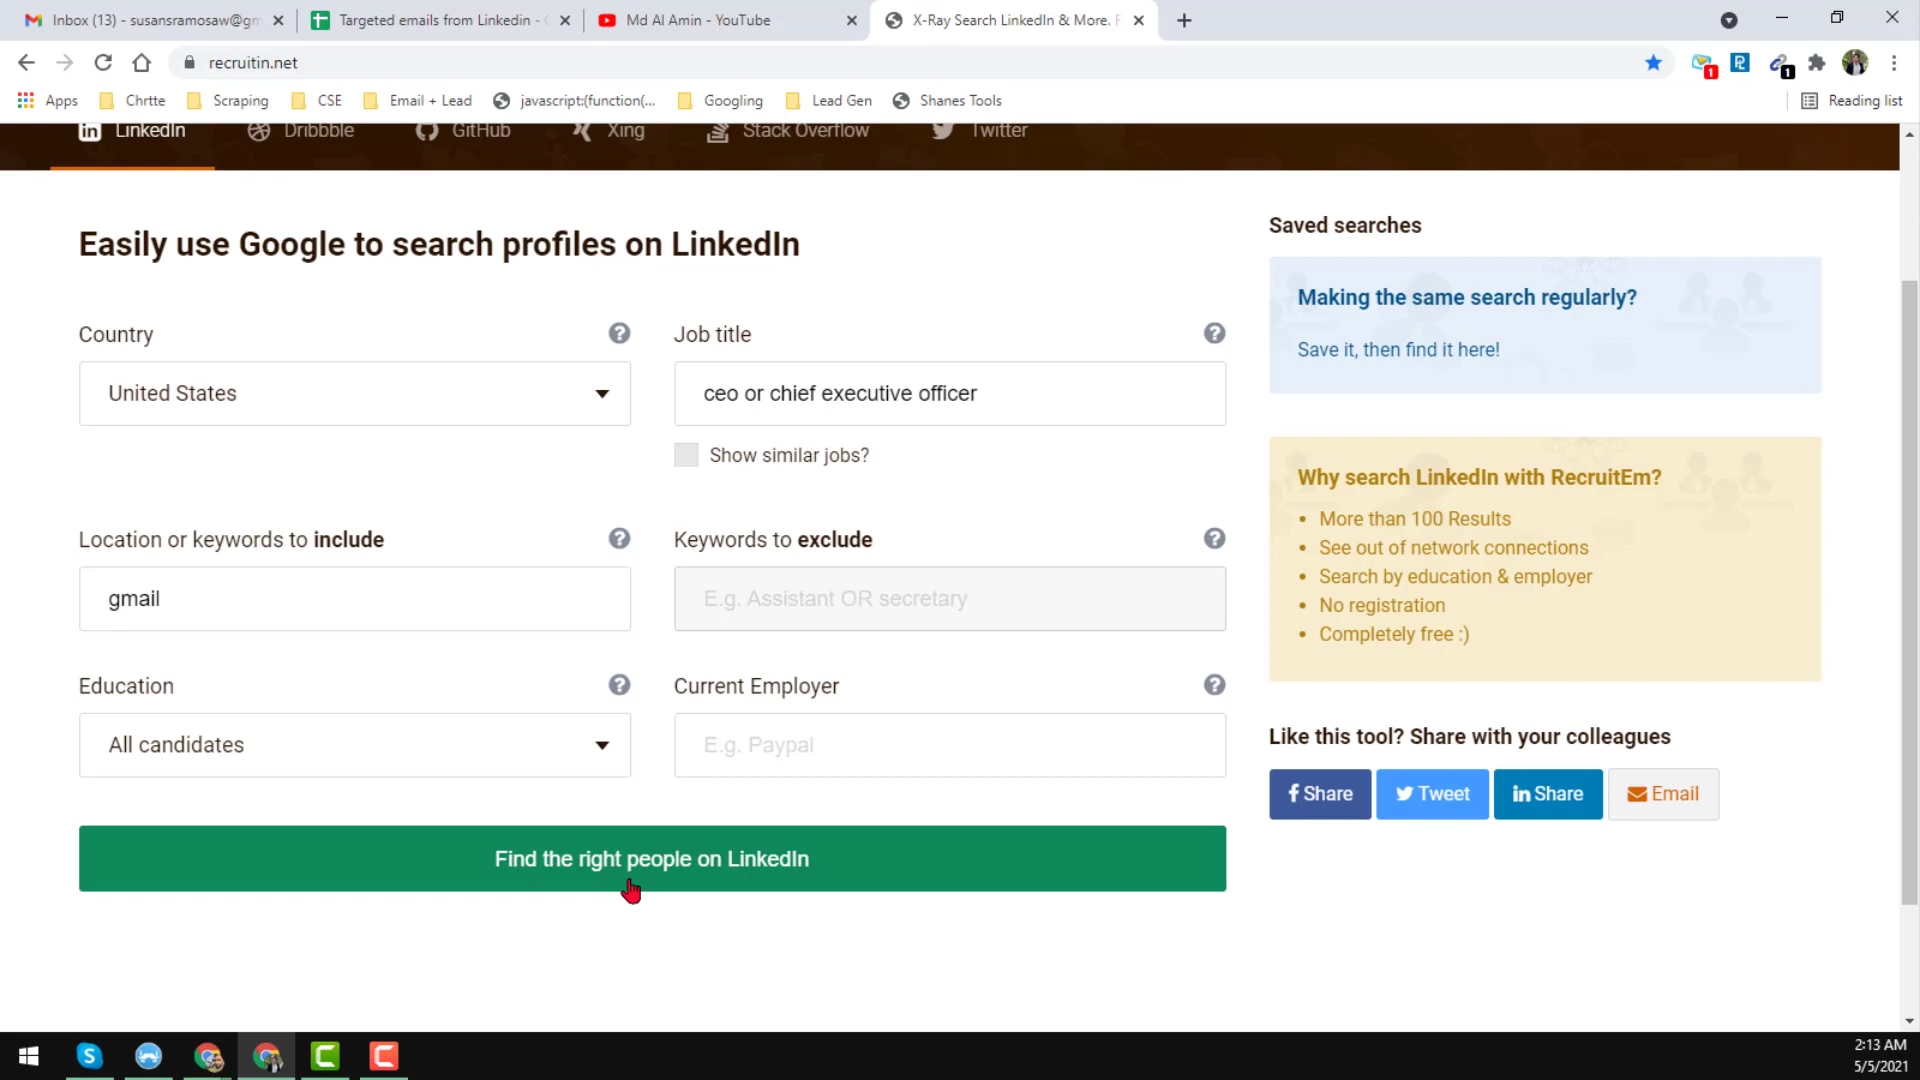 Inbox (13) - susansramosaw@gm
Targeted emails from Linkedin -
Md Al Amin - YouTube
X-Ray Search LinkedIn & More. F
recruitin.net
1
1
Apps
Chrtte
Scraping
CSE
Email + Lead
javascript:(function(...
Googling
Lead Gen
Shanes Tools
Reading list
LinkedIn
Dribbble
GitHub
Xing
Stack Overflow
Twitter
Easily use Google to search profiles on LinkedIn
Country
United States
Job title
ceo or chief executive officer
Show similar jobs?
Location or keywords to include
gmail
Keywords to exclude
E.g. Assistant OR secretary
Education
All candidates
Current Employer
E.g. Paypal
Find the right people on LinkedIn
Saved searches
Making the same search regularly?
Save it, then find it here!
Why search LinkedIn with RecruitEm?
• More than 100 Results
• See out of network connections
• Search by education & employer
• No registration
• Completely free :)
Like this tool? Share with your colleagues
Share
Tweet
Share
Email
2:13 AM
5/5/2021